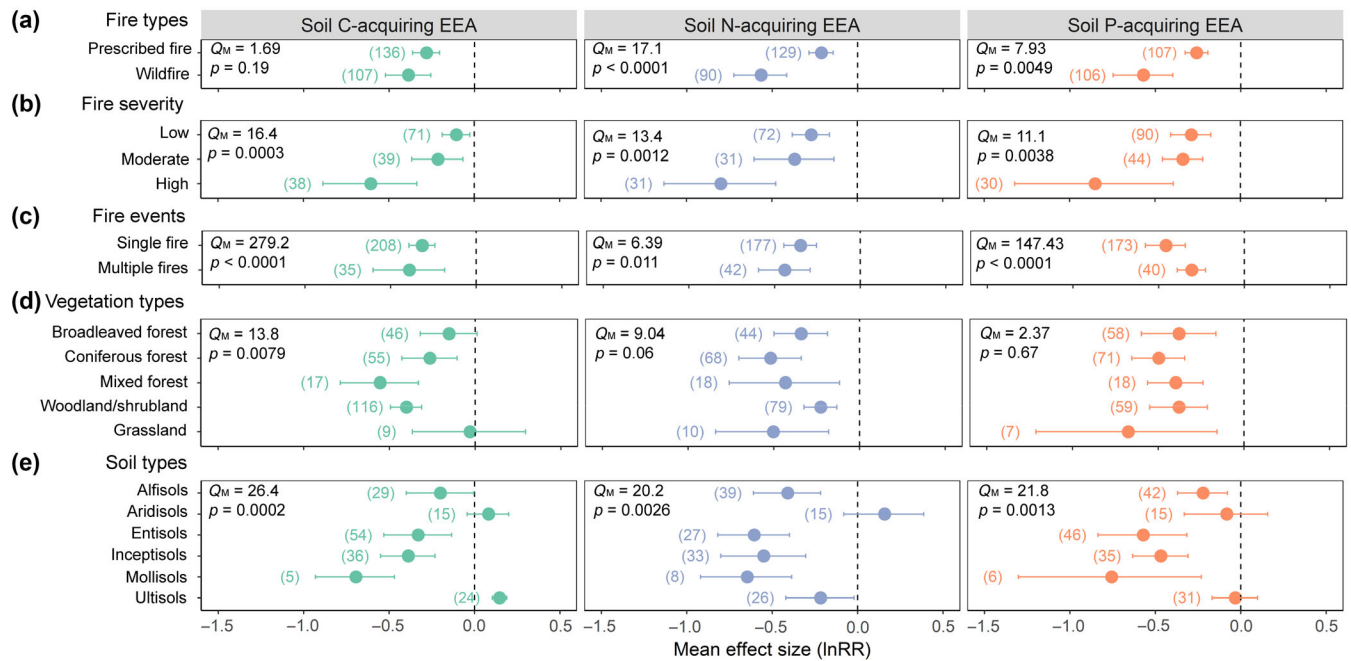 (a) Fire types Soil C-acquiring EEA Soil N-acquiring EEA Soil P-acquiring EEA
Prescribed fire QM = 1.69 (136) QM = 17.1 (129) QM = 7.93 (107)
Wildfire p = 0.19 (107) p < 0.0001 (90) p = 0.0049 (106)
(b) Fire severity
Low QM = 16.4 (71) QM = 13.4 (72) QM = 11.1 (90)
Moderate p = 0.0003 (39) p = 0.0012 (31) p = 0.0038 (44)
High (38) (31) (30)
(c) Fire events
Single fire QM = 279.2 (208) QM = 6.39 (177) QM = 147.43 (173)
Multiple fires p < 0.0001 (35) p = 0.011 (42) p < 0.0001 (40)
(d) Vegetation types
Broadleaved forest QM = 13.8 (46) QM = 9.04 (44) QM = 2.37 (58)
Coniferous forest p = 0.0079 (55) p = 0.06 (68) p = 0.67 (71)
Mixed forest (17) (18) (18)
Woodland/shrubland (116) (79) (59)
Grassland (9) (10) (7)
(e) Soil types
Alfisols QM = 26.4 (29) QM = 20.2 (39) QM = 21.8 (42)
Aridisols p = 0.0002 (15) p = 0.0026 (15) p = 0.0013 (15)
Entisols (54) (27) (46)
Inceptisols (36) (33) (35)
Mollisols (5) (8) (6)
Ultisols (24) (26) (31)
−1.5 −1.0 −0.5 0.0 0.5 −1.5 −1.0 −0.5 0.0 0.5 −1.5 −1.0 −0.5 0.0 0.5
Mean effect size (lnRR)